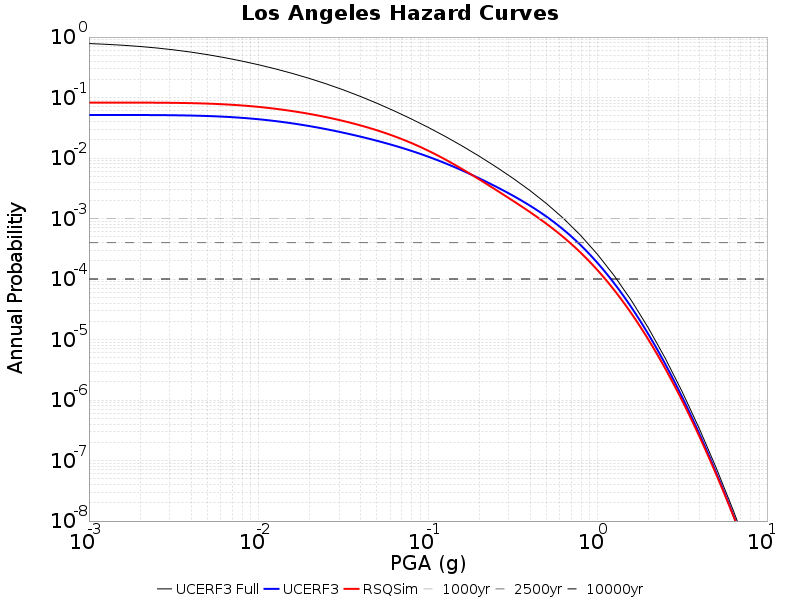 Los Angeles Hazard Curves
Annual Probabilitiy
10^0
10^-1
10^-2
10^-3
10^-4
10^-5
10^-6
10^-7
10^-8
10^-3 10^-2 10^-1 10^0 10^1
PGA (g)
UCERF3 Full UCERF3 RSQSim 1000yr 2500yr 10000yr